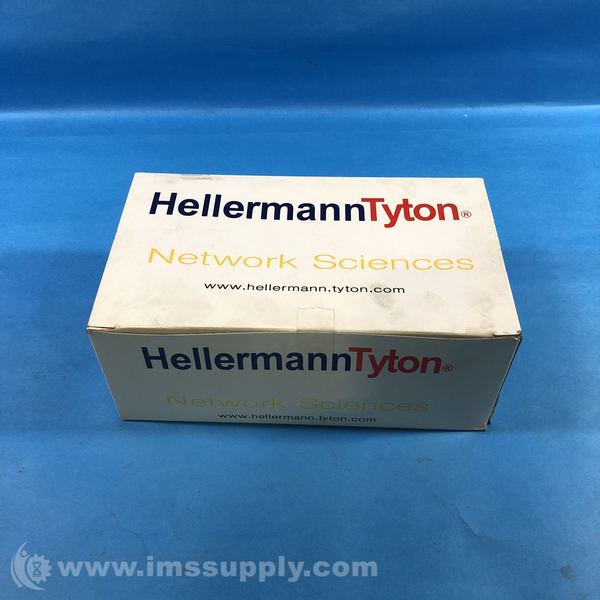 HellermannTyton®
Network Sciences
www.hellermann.tyton.com
HellermannTyton®
Network Sciences
www.hellermann.tyton.com
www.imssupply.com